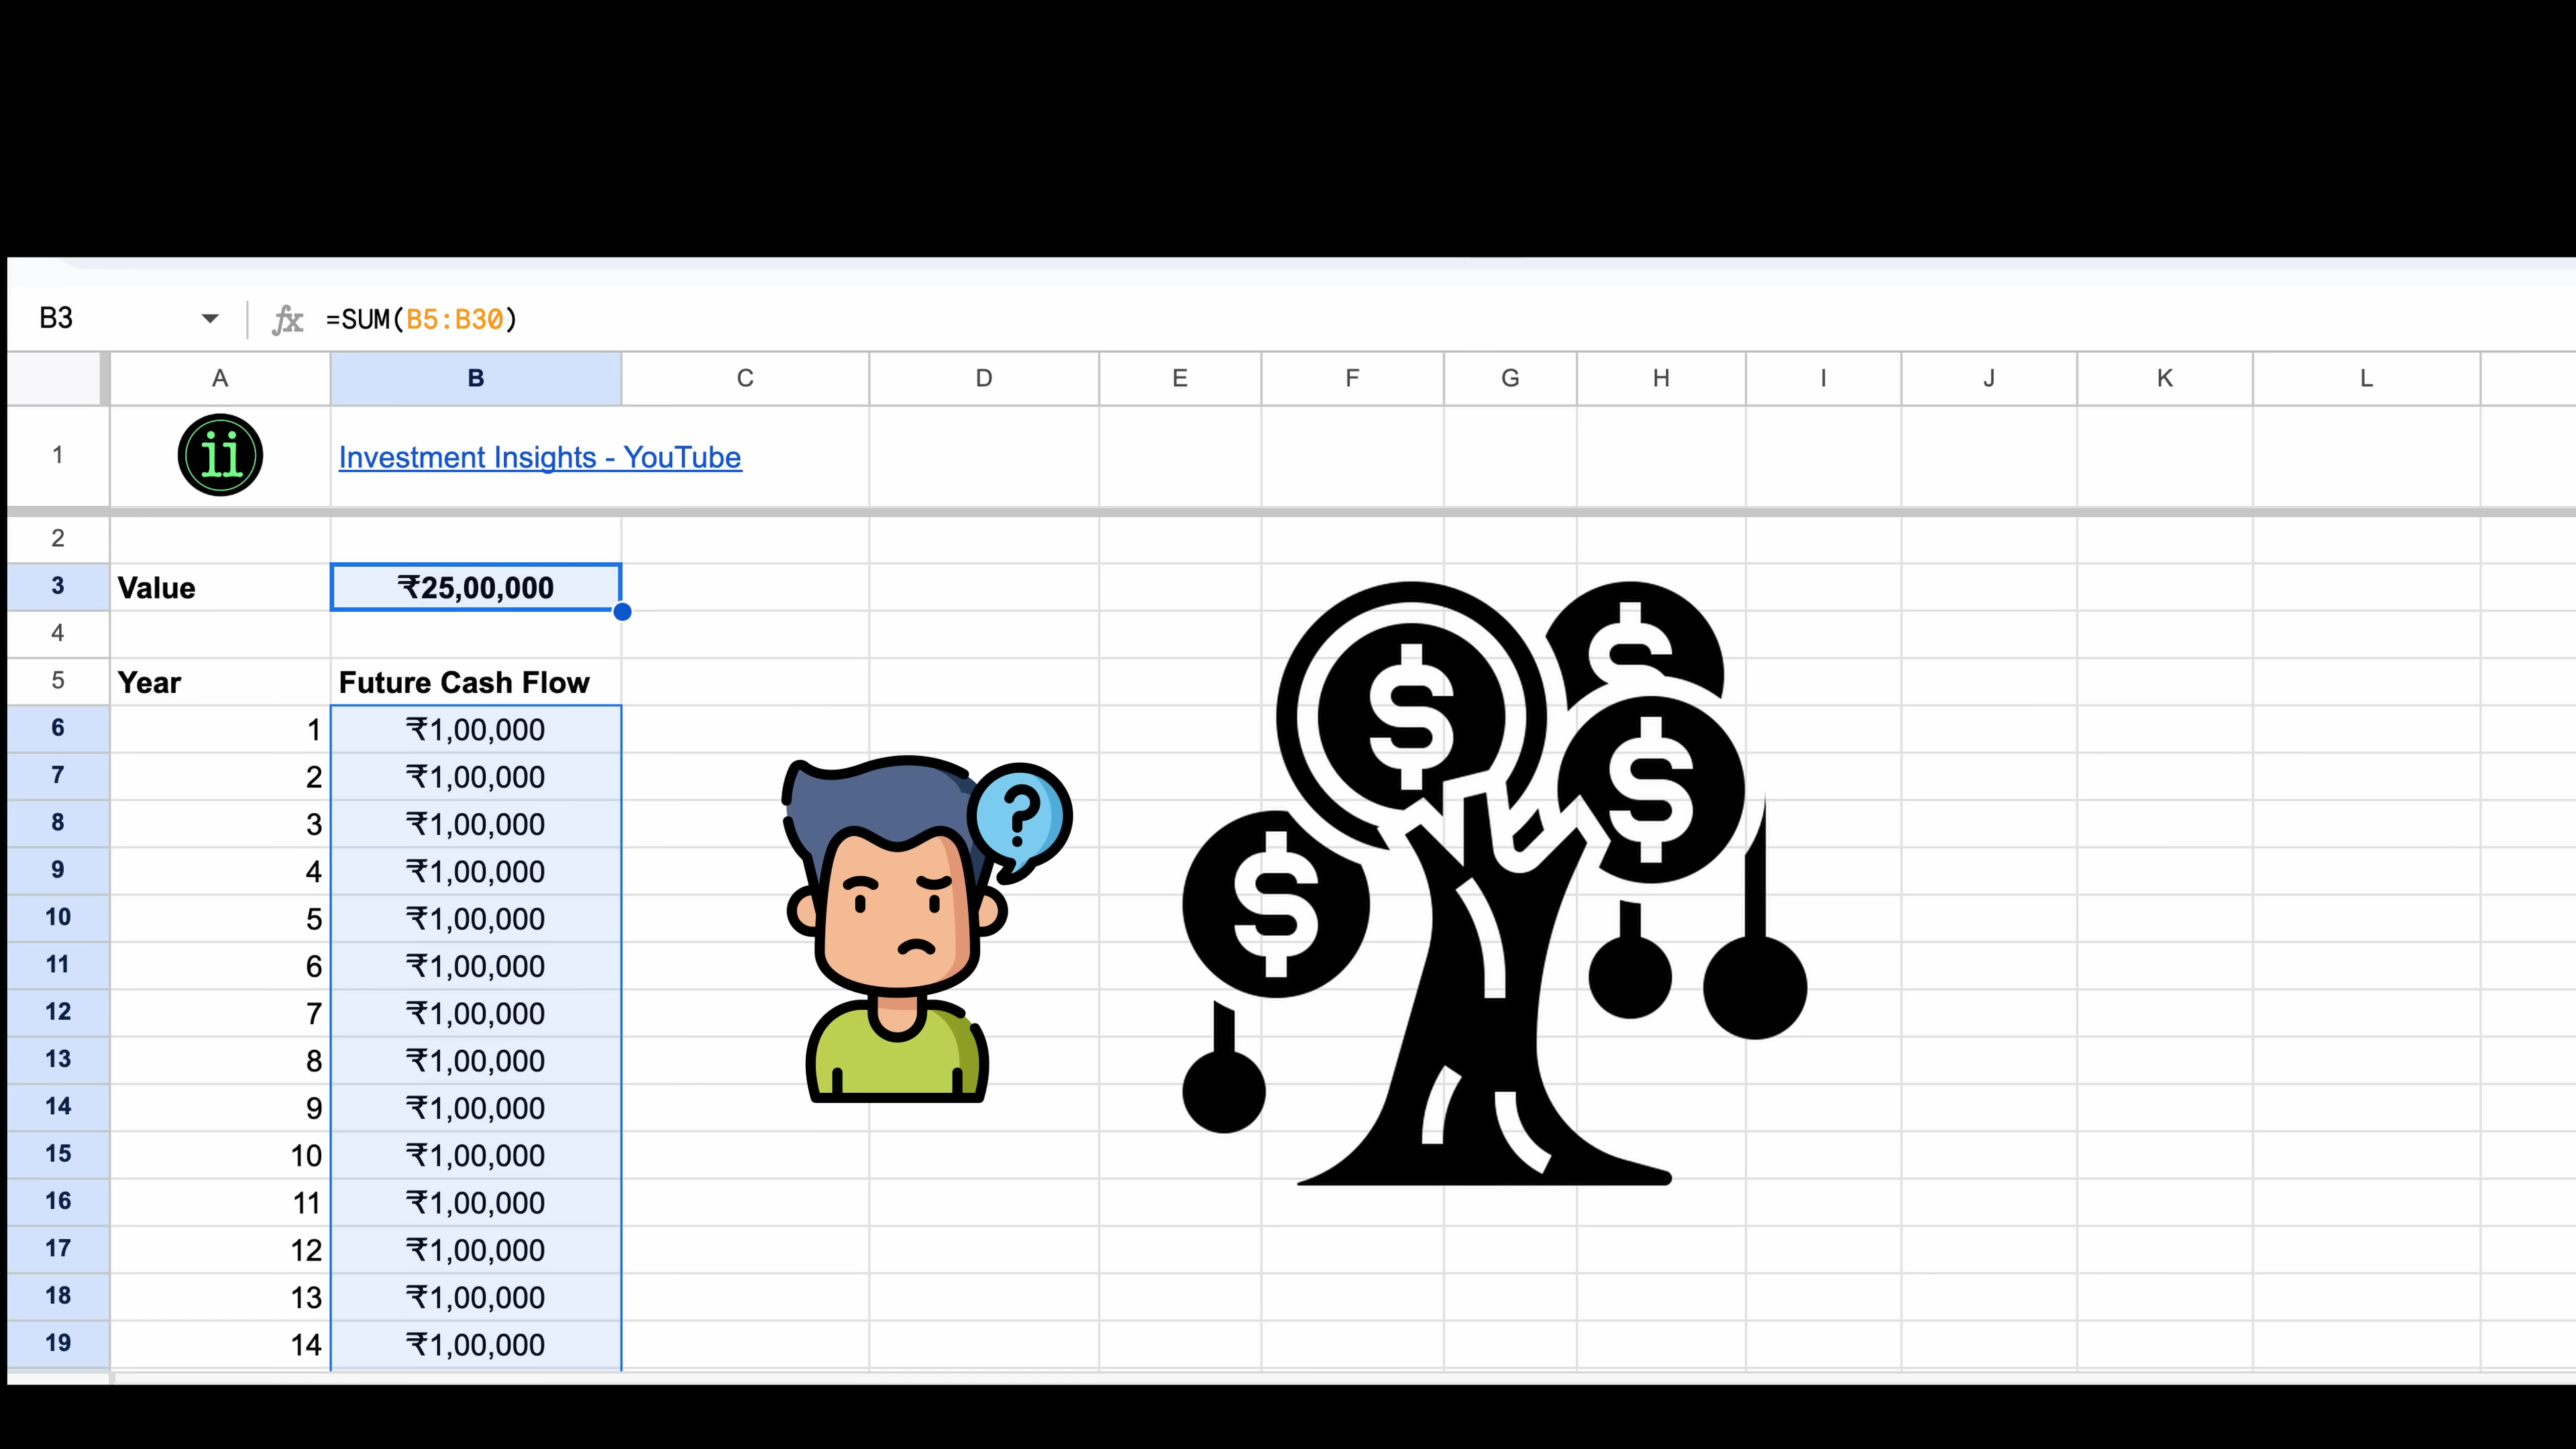 B3 fx =SUM(B5:B30)
A B C D E F G H I J K L
1 ii Investment Insights - YouTube
2
3 Value ₹25,00,000
4
5 Year Future Cash Flow
6 1 ₹1,00,000
7 2 ₹1,00,000
8 3 ₹1,00,000
9 4 ₹1,00,000
10 5 ₹1,00,000
11 6 ₹1,00,000
12 7 ₹1,00,000
13 8 ₹1,00,000
14 9 ₹1,00,000
15 10 ₹1,00,000
16 11 ₹1,00,000
17 12 ₹1,00,000
18 13 ₹1,00,000
19 14 ₹1,00,000
?
$
$
$
$